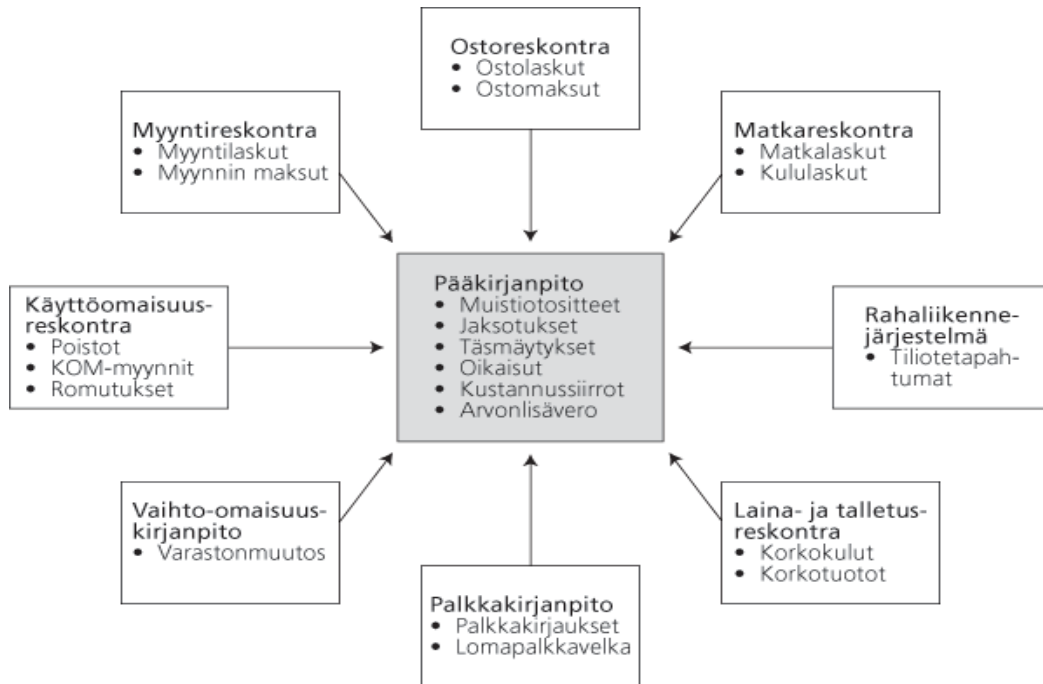 Ostoreskontra
• Ostolaskut
• Ostomaksut
Myyntireskontra
• Myyntilaskut
• Myynnin maksut
Matkareskontra
• Matkalaskut
• Kululaskut
Käyttöomaisuus-
reskontra
• Poistot
• KOM-myynnit
• Romutukset
Pääkirjanpito
• Muistiotositteet
• Jaksotukset
• Täsmäytykset
• Oikaisut
• Kustannussiirrot
• Arvonlisävero
Rahaliikenne-
järjestelmä
• Tiliotetapah-
tumat
Vaihto-omaisuus-
kirjanpito
• Varastonmuutos
Palkkakirjanpito
• Palkkakirjaukset
• Lomapalkkavelka
Laina- ja talletus-
reskontra
• Korkokulut
• Korkotuotot